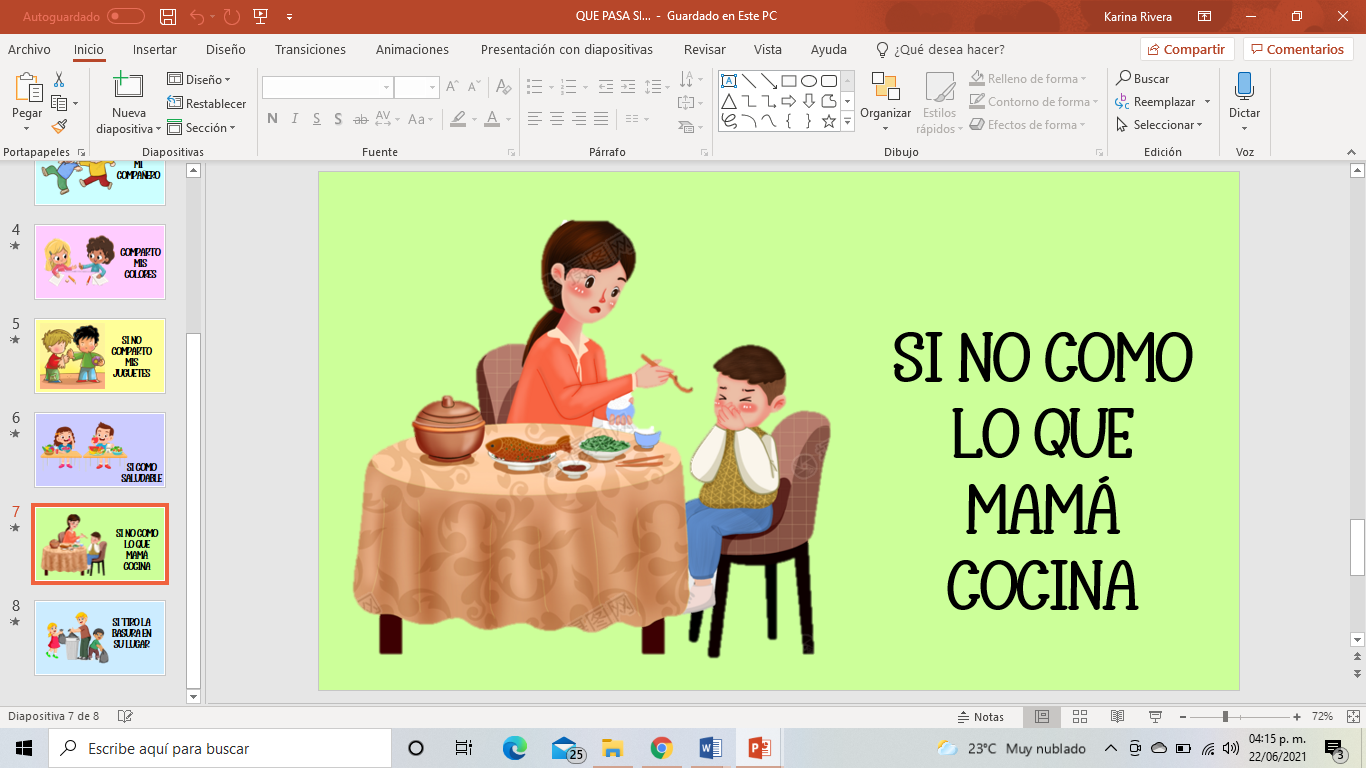 Autoguardado
QUE PASA SI... - Guardado en Este PC
Karina Rivera
Archivo Inicio Insertar Diseño Transiciones Animaciones Presentación con diapositivas Revisar Vista Ayuda ¿Qué desea hacer? Compartir Comentarios
Pegar
Nueva diapositiva
Diseño
Restablecer
Sección
N K S S ab AV Aa A
Organizar
Estilos rápidos
Relleno de forma
Contorno de forma
Efectos de forma
Buscar
Reemplazar
Seleccionar
Dictar
Portapapeles Diapositivas Fuente Párrafo Dibujo Edición Voz
MI
COMPAÑERO
4
COMPARTO
MIS
COLORES
5
SI NO
COMPARTO
MIS
JUGUETES
6
SI COMO
SALUDABLE
7
SI NO COMO
LO QUE
MAMÁ
COCINA
8
SI TIRO LA
BASURA EN
SU LUGAR
SI NO COMO
LO QUE
MAMÁ
COCINA
Diapositiva 7 de 8
Notas
72%
Escribe aquí para buscar
25
23°C Muy nublado
04:15 p. m.
22/06/2021
3